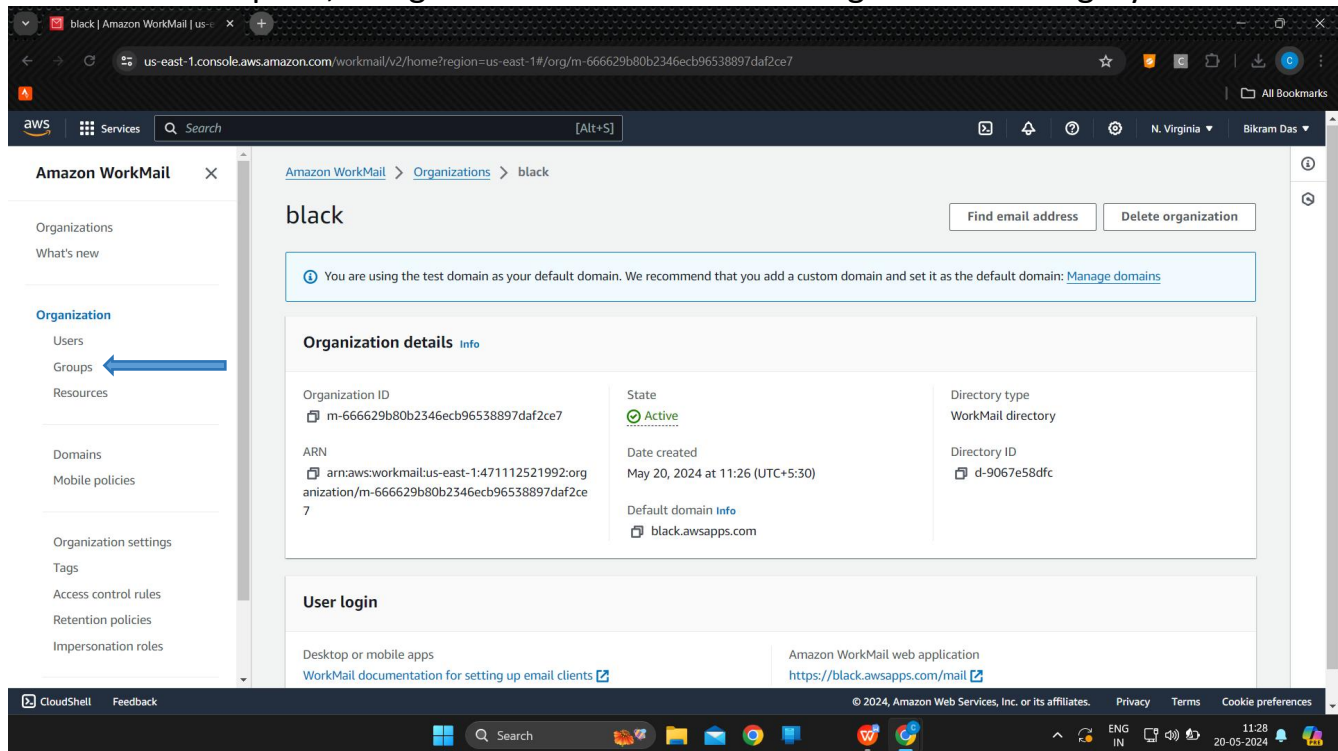 black | Amazon WorkMail | us-e
us-east-1.console.aws.amazon.com/workmail/v2/home?region=us-east-1#/org/m-666629b80b2346ecb96538897daf2ce7
All Bookmarks
aws Services Search [Alt+S] N. Virginia Bikram Das
Amazon WorkMail
Organizations
What's new
Organization
Users
Groups
Resources
Domains
Mobile policies
Organization settings
Tags
Access control rules
Retention policies
Impersonation roles
Amazon WorkMail > Organizations > black
black
Find email address Delete organization
You are using the test domain as your default domain. We recommend that you add a custom domain and set it as the default domain: Manage domains
Organization details Info
Organization ID
m-666629b80b2346ecb96538897daf2ce7
ARN
arn:aws:workmail:us-east-1:471112521992:org
anization/m-666629b80b2346ecb96538897daf2ce
7
State
Active
Date created
May 20, 2024 at 11:26 (UTC+5:30)
Default domain Info
black.awsapps.com
Directory type
WorkMail directory
Directory ID
d-9067e58dfc
User login
Desktop or mobile apps
WorkMail documentation for setting up email clients
Amazon WorkMail web application
https://black.awsapps.com/mail
CloudShell Feedback © 2024, Amazon Web Services, Inc. or its affiliates. Privacy Terms Cookie preferences
Search
ENG
IN
11:28
20-05-2024